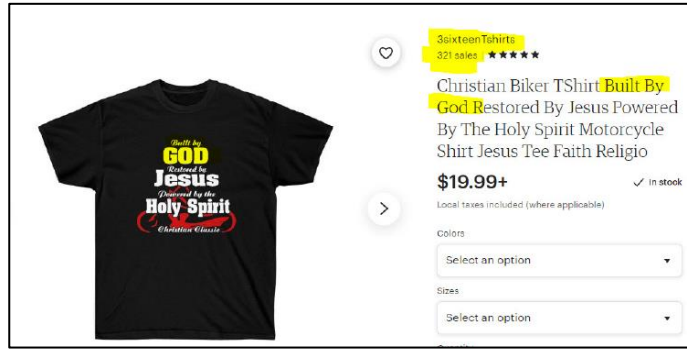 3sixteenTshirts
321 sales
Christian Biker TShirt Built By
God Restored By Jesus Powered
By The Holy Spirit Motorcycle
Shirt Jesus Tee Faith Religio
$19.99+
In stock
Local taxes included (where applicable)
Colors
Select an option
Sizes
Select an option
Built by
GOD
Restored by
Jesus
Powered by the
Holy Spirit
Christian Classic